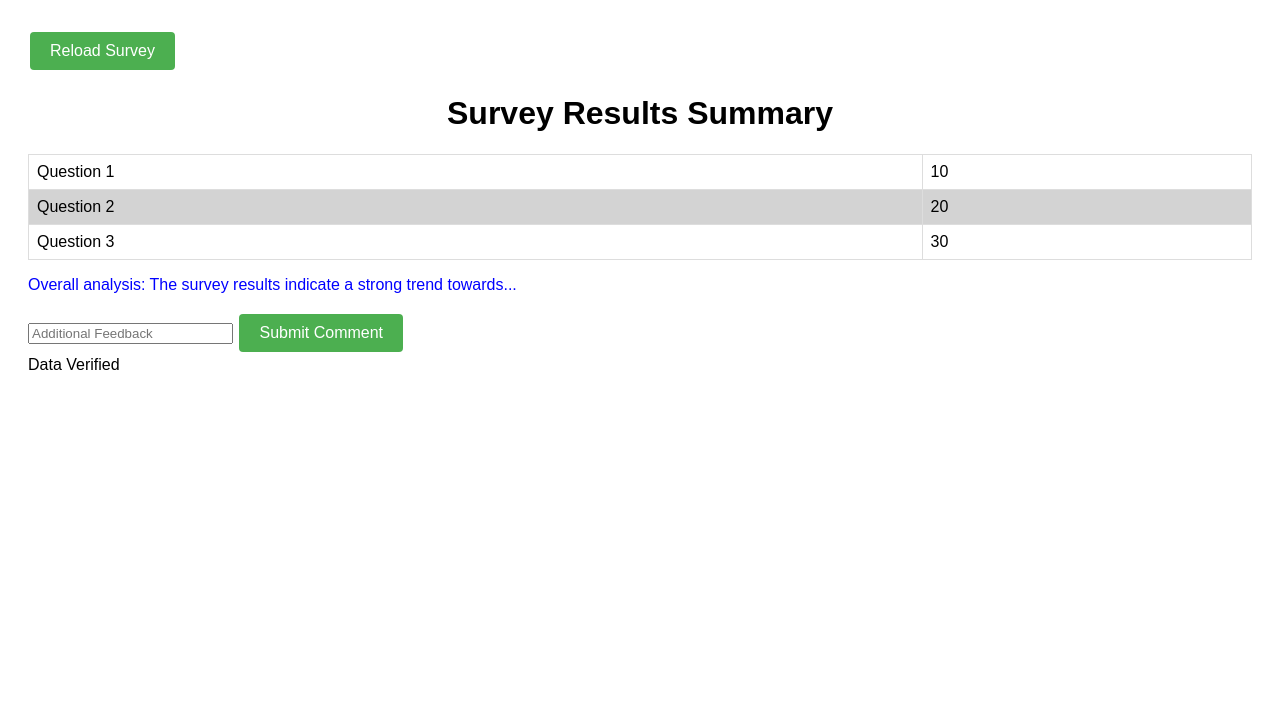 Reload Survey
Survey Results Summary
Question 1 10
Question 2 20
Question 3 30
Overall analysis: The survey results indicate a strong trend towards...
Additional Feedback Submit Comment
Data Verified